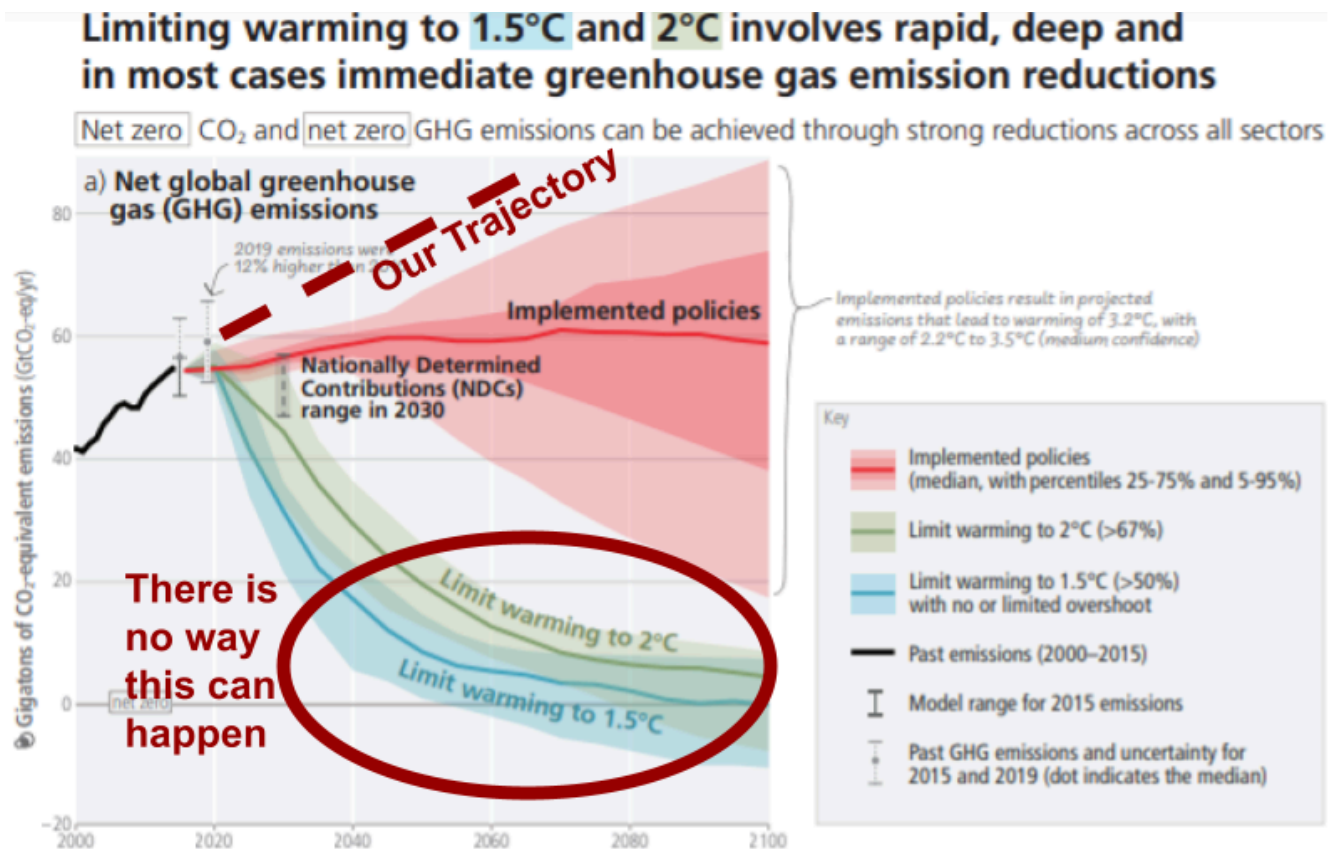 Limiting warming to 1.5°C and 2°C involves rapid, deep and
in most cases immediate greenhouse gas emission reductions
Net zero CO₂ and net zero GHG emissions can be achieved through strong reductions across all sectors
a) Net global greenhouse
gas (GHG) emissions
Our Trajectory
2019 emissions were
12% higher than
Implemented policies
Implemented policies result in projected
emissions that lead to warming of 3.2°C, with
a range of 2.2°C to 3.5°C (medium confidence)
Nationally Determined
Contributions (NDCs)
range in 2030
Limit warming to 2°C
Limit warming to 1.5°C
There is
no way
this can
happen
net zero
Gigatons of CO₂-equivalent emissions (GtCO₂-eq/yr)
80
60
40
20
0
−20
2000
2020
2040
2060
2080
2100
Key
Implemented policies
(median, with percentiles 25-75% and 5-95%)
Limit warming to 2°C (>67%)
Limit warming to 1.5°C (>50%)
with no or limited overshoot
Past emissions (2000–2015)
Model range for 2015 emissions
Past GHG emissions and uncertainty for
2015 and 2019 (dot indicates the median)